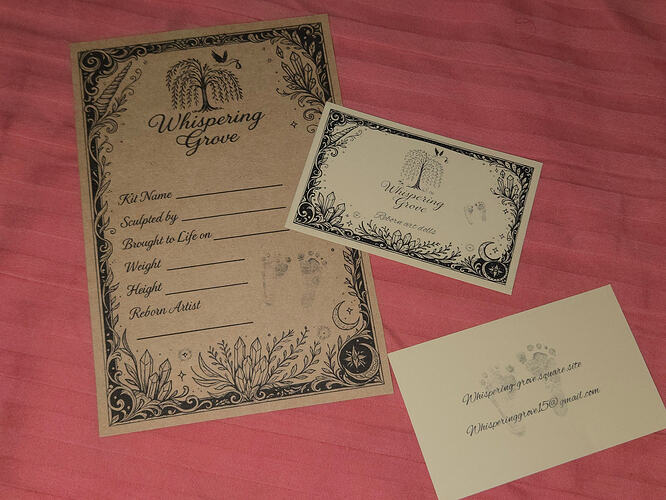 Whispering
Grove
Kit Name
Sculpted by
Brought to Life on
Weight
Height
Reborn Artist
Whispering
Grove
Reborn art dolls
Whispering grove square site
Whisperinggrove15@gmail.com